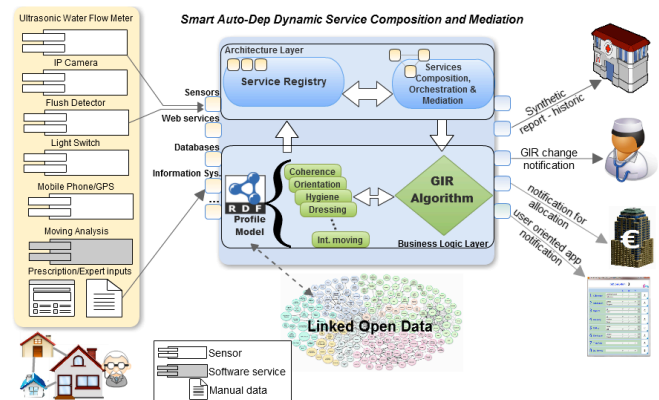 Smart Auto-Dep Dynamic Service Composition and Mediation
Ultrasonic Water Flow Meter
IP Camera
Flush Detector
Light Switch
Mobile Phone/GPS
Moving Analysis
Prescription/Expert inputs
Sensors
Web services
Databases
Information Sys.
...
Architecture Layer
Service Registry
Services
Composition,
Orchestration &
Mediation
RDF
Profile
Model
Coherence
Orientation
Hygiene
Dressing
Int. moving
GIR
Algorithm
Business Logic Layer
Synthetic
report - historic
GIR change
notification
notification for
allocation
€
user oriented app
notification
Linked Open Data
Sensor
Software service
Manual data